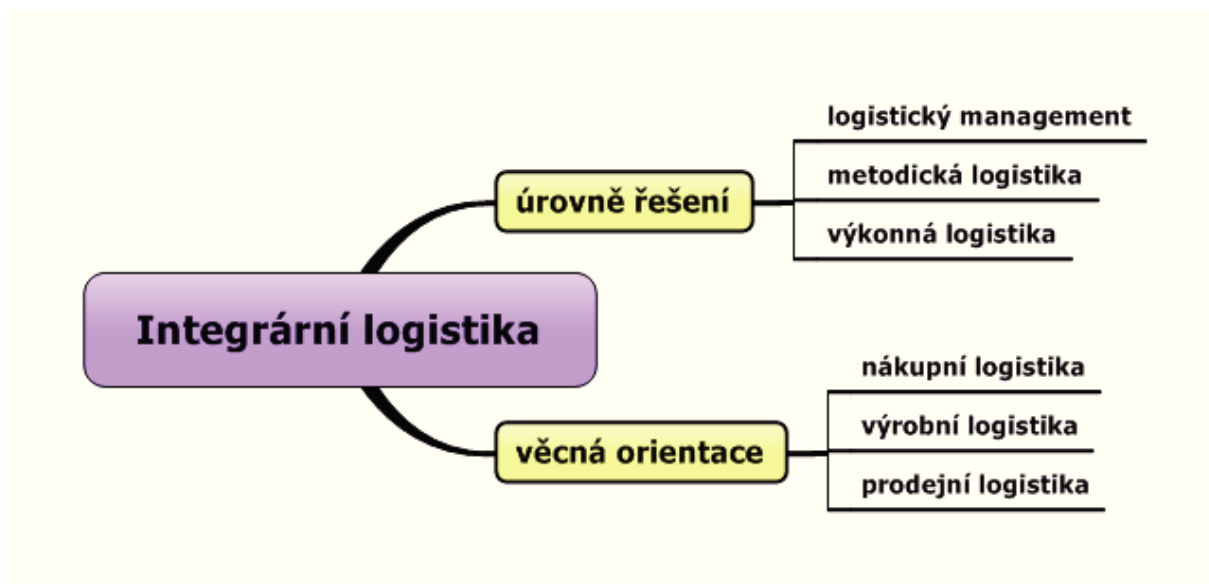 Integrární logistika
úrovně řešení
logistický management
metodická logistika
výkonná logistika
věcná orientace
nákupní logistika
výrobní logistika
prodejní logistika